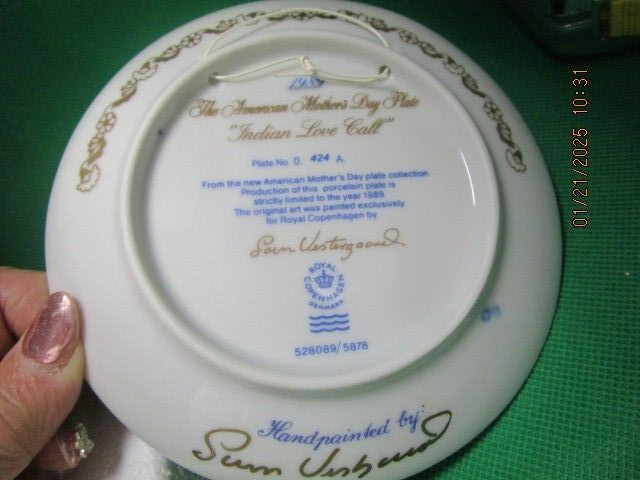 1989
The American Mother's Day Plate
"Indian Love Call"
Plate No. 0. 424 A.
From the new American Mother's Day plate collection.
Production of this porcelain plate is
strictly limited to the year 1989.
The original art was painted exclusively
for Royal Copenhagen by
Sven Vestergaard
ROYAL
COPENHAGEN
DENMARK
528089/5878
Handpainted by:
Sven Vestergaard
01/21/2025 10:31